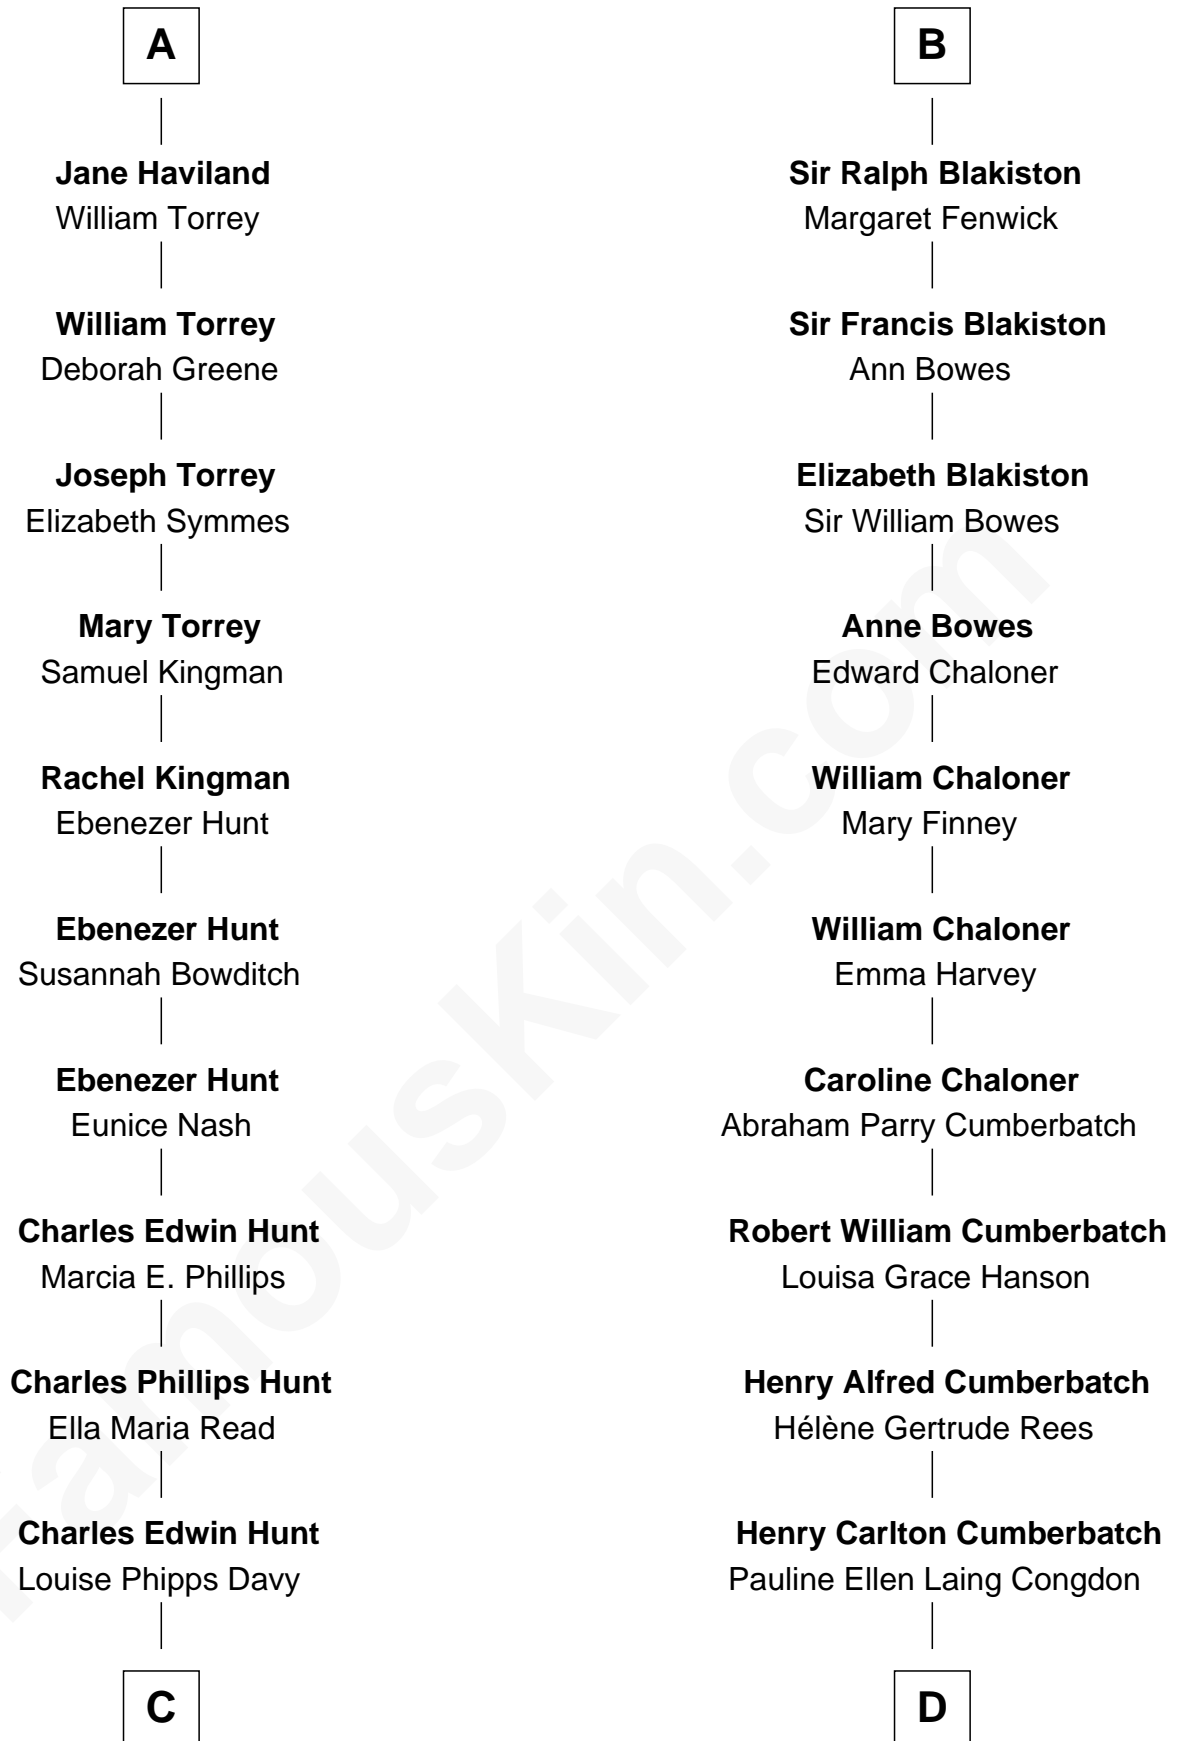 A
Jane Haviland
William Torrey
William Torrey
Deborah Greene
Joseph Torrey
Elizabeth Symmes
Mary Torrey
Samuel Kingman
Rachel Kingman
Ebenezer Hunt
Ebenezer Hunt
Susannah Bowditch
Ebenezer Hunt
Eunice Nash
Charles Edwin Hunt
Marcia E. Phillips
Charles Phillips Hunt
Ella Maria Read
Charles Edwin Hunt
Louise Phipps Davy
C
B
Sir Ralph Blakiston
Margaret Fenwick
Sir Francis Blakiston
Ann Bowes
Elizabeth Blakiston
Sir William Bowes
Anne Bowes
Edward Chaloner
William Chaloner
Mary Finney
William Chaloner
Emma Harvey
Caroline Chaloner
Abraham Parry Cumberbatch
Robert William Cumberbatch
Louisa Grace Hanson
Henry Alfred Cumberbatch
Hélène Gertrude Rees
Henry Carlton Cumberbatch
Pauline Ellen Laing Congdon
D
FamousKin.com